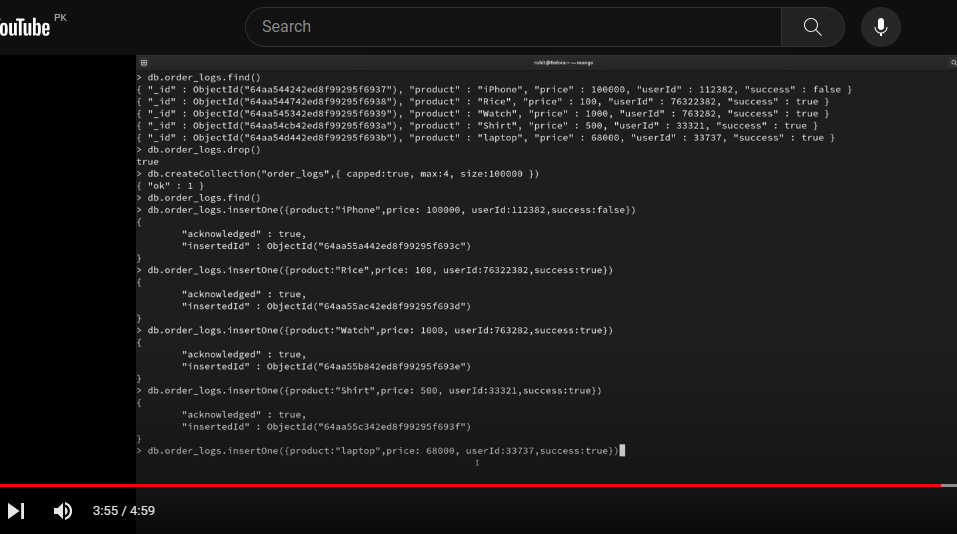 ouTube PK
Search
rohit@fedora:~ — mongo
> db.order_logs.find()
{ "_id" : ObjectId("64aa544242ed8f99295f6937"), "product" : "iPhone", "price" : 100000, "userId" : 112382, "success" : false }
{ "_id" : ObjectId("64aa544742ed8f99295f6938"), "product" : "Rice", "price" : 100, "userId" : 76322382, "success" : true }
{ "_id" : ObjectId("64aa545342ed8f99295f6939"), "product" : "Watch", "price" : 1000, "userId" : 763282, "success" : true }
{ "_id" : ObjectId("64aa54cb42ed8f99295f693a"), "product" : "Shirt", "price" : 500, "userId" : 33321, "success" : true }
{ "_id" : ObjectId("64aa54d442ed8f99295f693b"), "product" : "laptop", "price" : 68000, "userId" : 33737, "success" : true }
> db.order_logs.drop()
true
> db.createCollection("order_logs",{ capped:true, max:4, size:100000 })
{ "ok" : 1 }
> db.order_logs.find()
> db.order_logs.insertOne({product:"iPhone",price: 100000, userId:112382,success:false})
{
"acknowledged" : true,
"insertedId" : ObjectId("64aa55a442ed8f99295f693c")
}
> db.order_logs.insertOne({product:"Rice",price: 100, userId:76322382,success:true})
{
"acknowledged" : true,
"insertedId" : ObjectId("64aa55ac42ed8f99295f693d")
}
> db.order_logs.insertOne({product:"Watch",price: 1000, userId:763282,success:true})
{
"acknowledged" : true,
"insertedId" : ObjectId("64aa55b842ed8f99295f693e")
}
> db.order_logs.insertOne({product:"Shirt",price: 500, userId:33321,success:true})
{
"acknowledged" : true,
"insertedId" : ObjectId("64aa55c342ed8f99295f693f")
}
> db.order_logs.insertOne({product:"laptop",price: 68000, userId:33737,success:true})
3:55 / 4:59